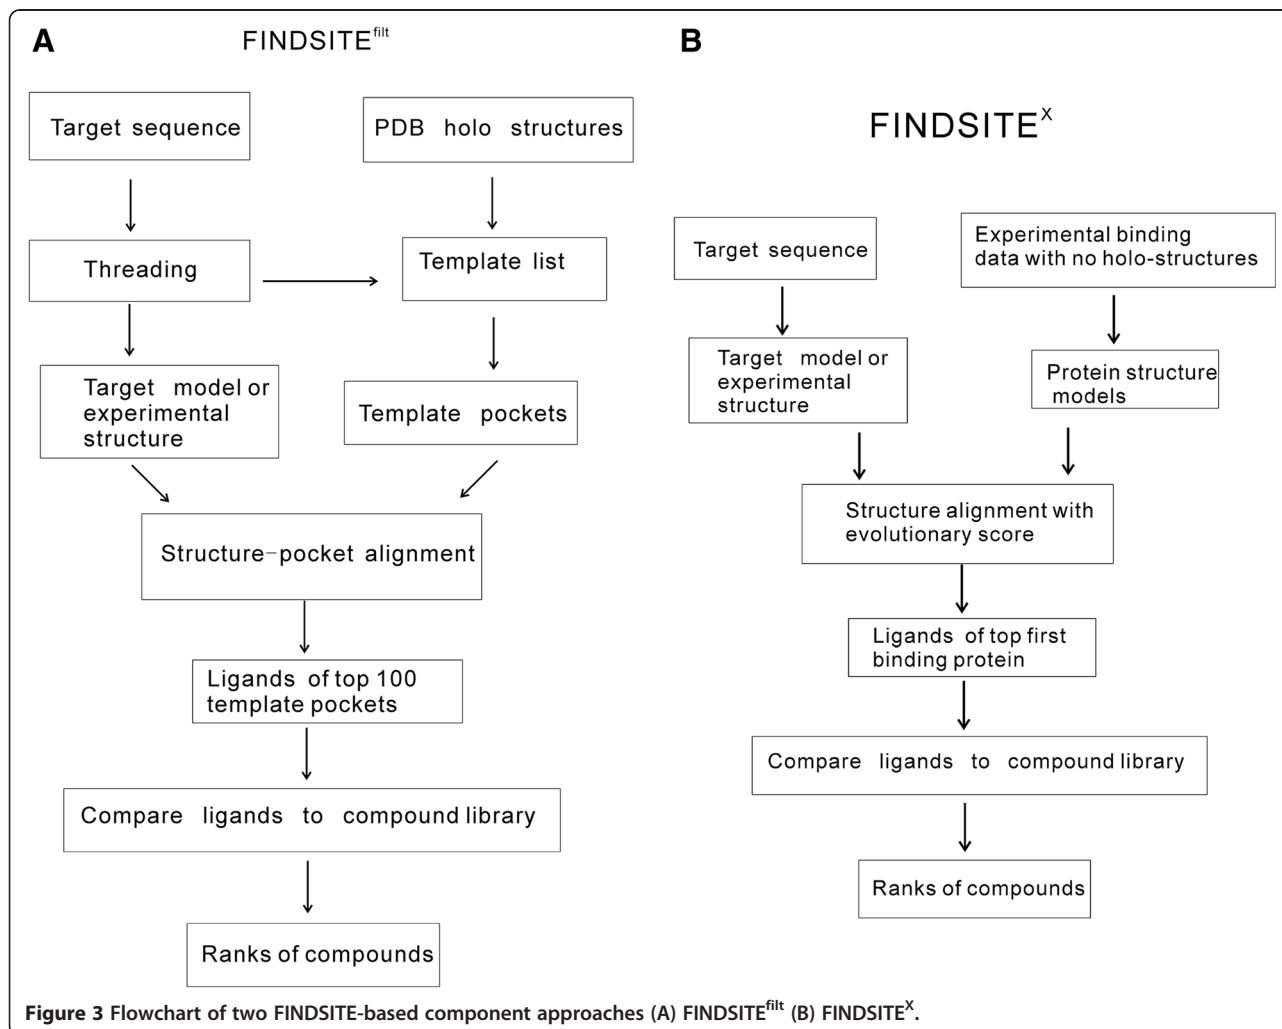 A
FINDSITE^filt
Target sequence
PDB holo structures
Threading
Template list
Target model or
experimental
structure
Template pockets
Structure-pocket alignment
Ligands of top 100
template pockets
Compare ligands to compound library
Ranks of compounds
B
FINDSITE^X
Target sequence
Experimental binding
data with no holo-structures
Target model or
experimental
structure
Protein structure
models
Structure alignment with
evolutionary score
Ligands of top first
binding protein
Compare ligands to compound library
Ranks of compounds
Figure 3 Flowchart of two FINDSITE-based component approaches (A) FINDSITE^filt (B) FINDSITE^X.